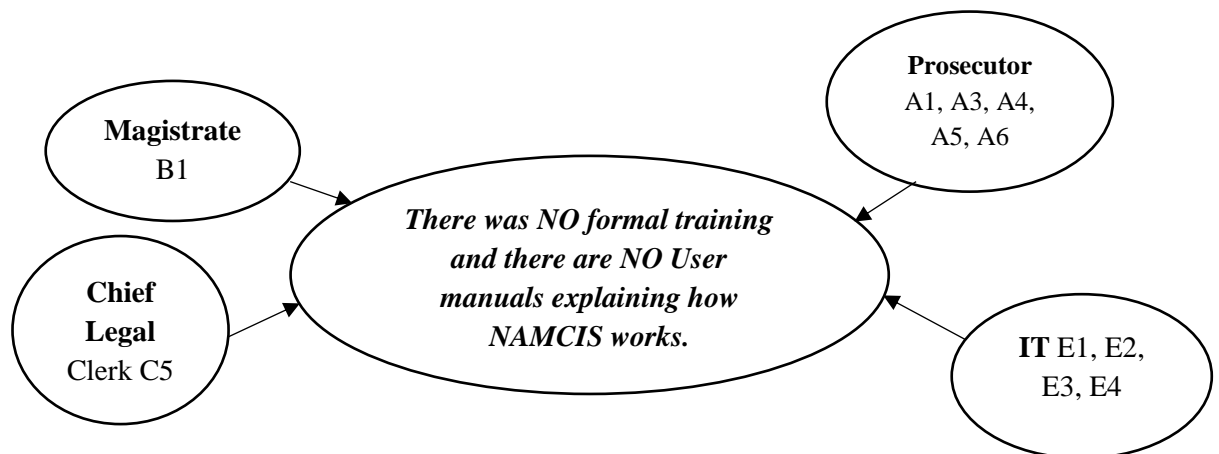 Prosecutor
A1, A3, A4,
A5, A6
Magistrate
B1
There was NO formal training
and there are NO User
manuals explaining how
NAMCIS works.
Chief
Legal
Clerk C5
IT E1, E2,
E3, E4